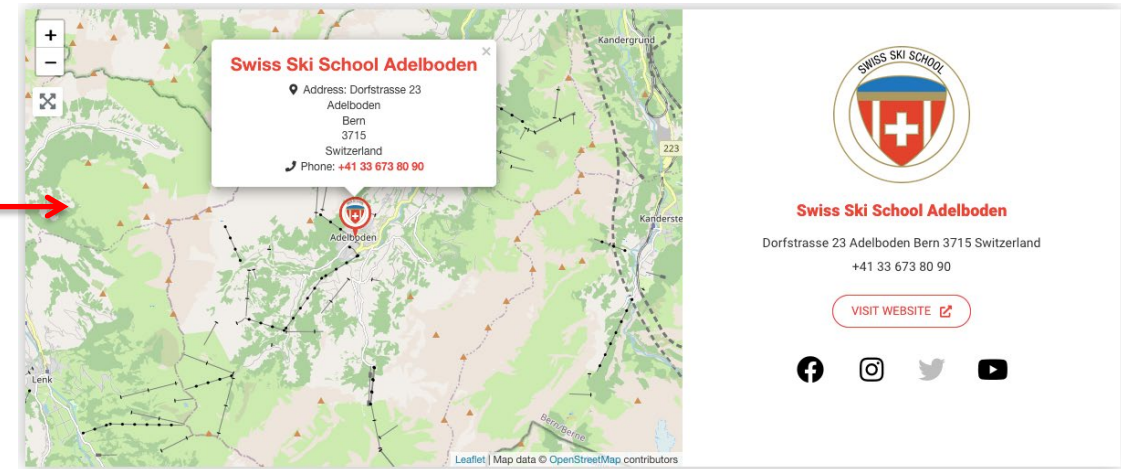 +
−
Kandergrund
Swiss Ski School Adelboden
×
Address: Dorfstrasse 23
Adelboden
Bern
3715
Switzerland
Phone: +41 33 673 80 90
223
Adelboden
Kanderste
Lenk
Bern/Berne
Leaflet | Map data © OpenStreetMap contributors
SWISS SKI SCHOOL
Swiss Ski School Adelboden
Dorfstrasse 23 Adelboden Bern 3715 Switzerland
+41 33 673 80 90
VISIT WEBSITE